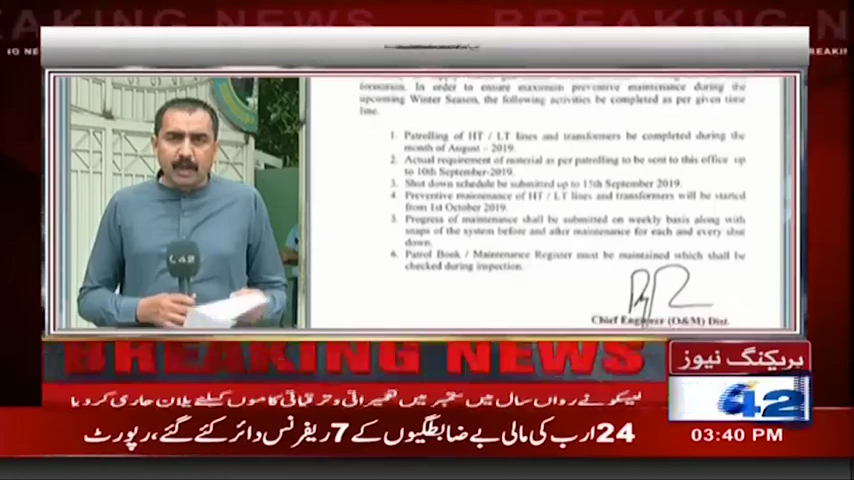 BREAKING NEWS
formation. In order to ensure maximum preventive maintenance during the
upcoming Winter Season, the following activities be completed as per given time
line.
1. Patrolling of HT / LT lines and transformers be completed during the
month of August – 2019.
2. Actual requirement of material as per patrolling to be sent to this office up
to 10th September-2019.
3. Shut down schedule be submitted up to 15th September 2019.
4. Preventive maintenance of HT / LT lines and transformers will be started
from 1st October 2019.
5. Progress of maintenance shall be submitted on weekly basis along with
snaps of the system before and after maintenance for each and every shut
down.
6. Patrol Book / Maintenance Register must be maintained which shall be
checked during inspection.
Chief Engineer (O&M) Dist.
42
BREAKING NEWS
بریکنگ نیوز
لیسکو نے رواں سال میں ستمبر میں تعمیراتی و ترقیاتی کاموں کیلئے پلان جاری کر دیا
42
24 ارب کی مالی بے ضابطگیوں کے 7 ریفرنس دائر کئے گئے، رپورٹ
03:40 PM